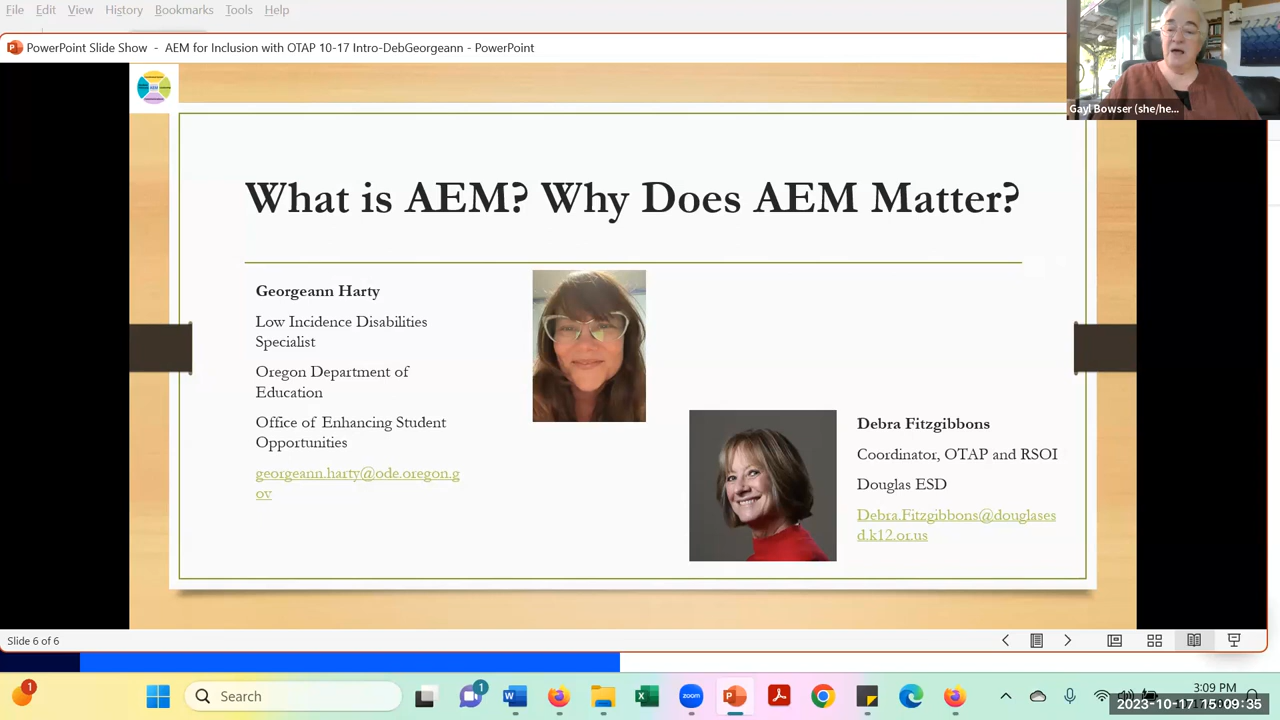 File Edit View History Bookmarks Tools Help
PowerPoint Slide Show - AEM for Inclusion with OTAP 10-17 Intro-DebGeorgeann - PowerPoint
Gayl Bowser (she/he...
What is AEM? Why Does AEM Matter?
Georgeann Harty
Low Incidence Disabilities
Specialist
Oregon Department of
Education
Office of Enhancing Student
Opportunities
georgeann.harty@ode.oregon.g
ov
Debra Fitzgibbons
Coordinator, OTAP and RSOI
Douglas ESD
Debra.Fitzgibbons@douglases
d.k12.or.us
Slide 6 of 6
1
Search
1
3:09 PM
2023-10-17 15:09:35